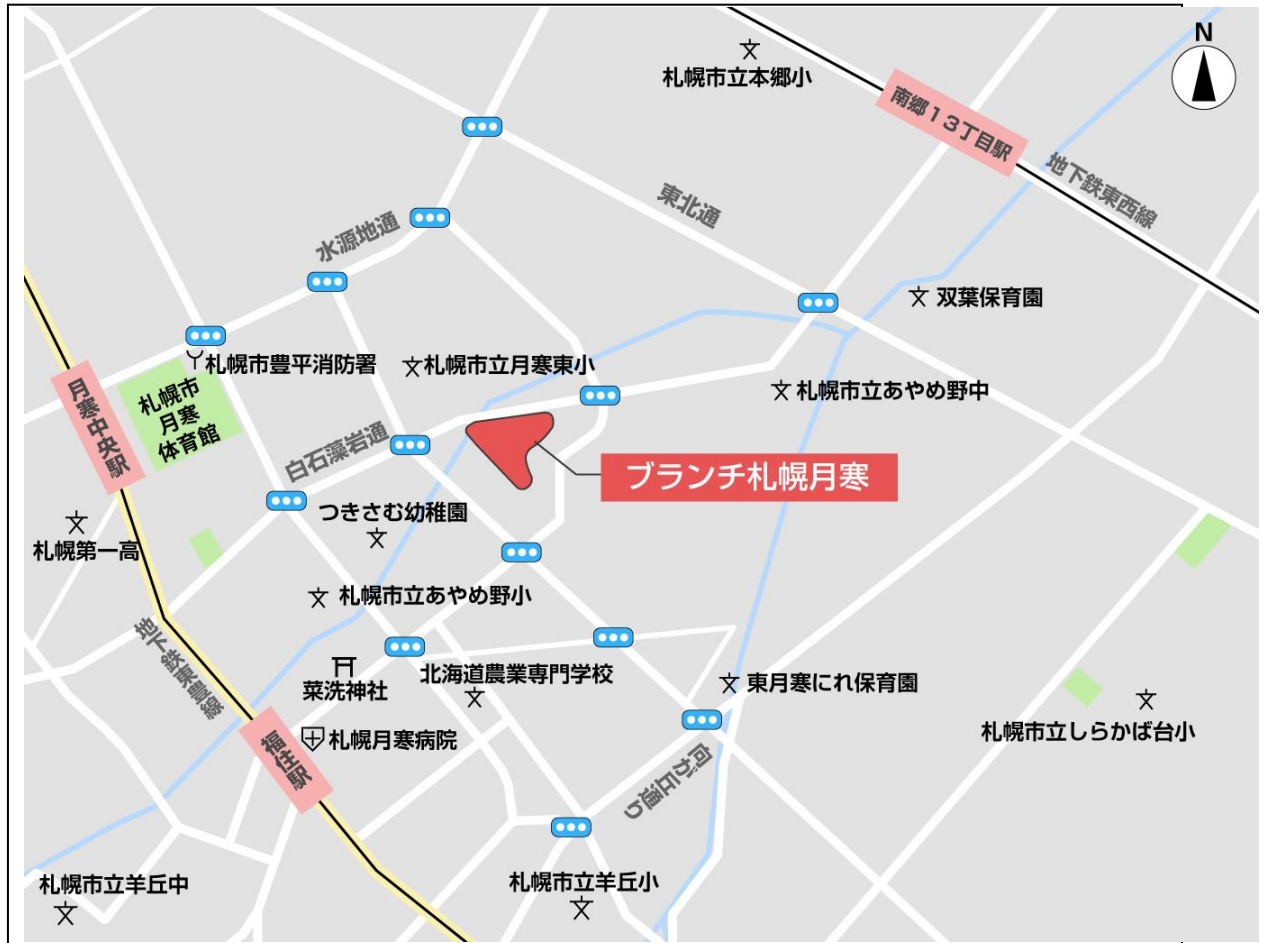 N
札幌市立本郷小
南郷13丁目駅
地下鉄東西線
東北通
水源地通
双葉保育園
札幌市豊平消防署
札幌市立月寒東小
札幌市立あやめ野中
月寒中央駅
札幌市
月寒
体育館
白石藻岩通
ブランチ札幌月寒
つきさむ幼稚園
札幌第一高
札幌市立あやめ野小
地下鉄東豊線
北海道農業専門学校
菜洗神社
東月寒にれ保育園
札幌市立しらかば台小
札幌月寒病院
福住駅
向が丘通り
札幌市立羊丘中
札幌市立羊丘小